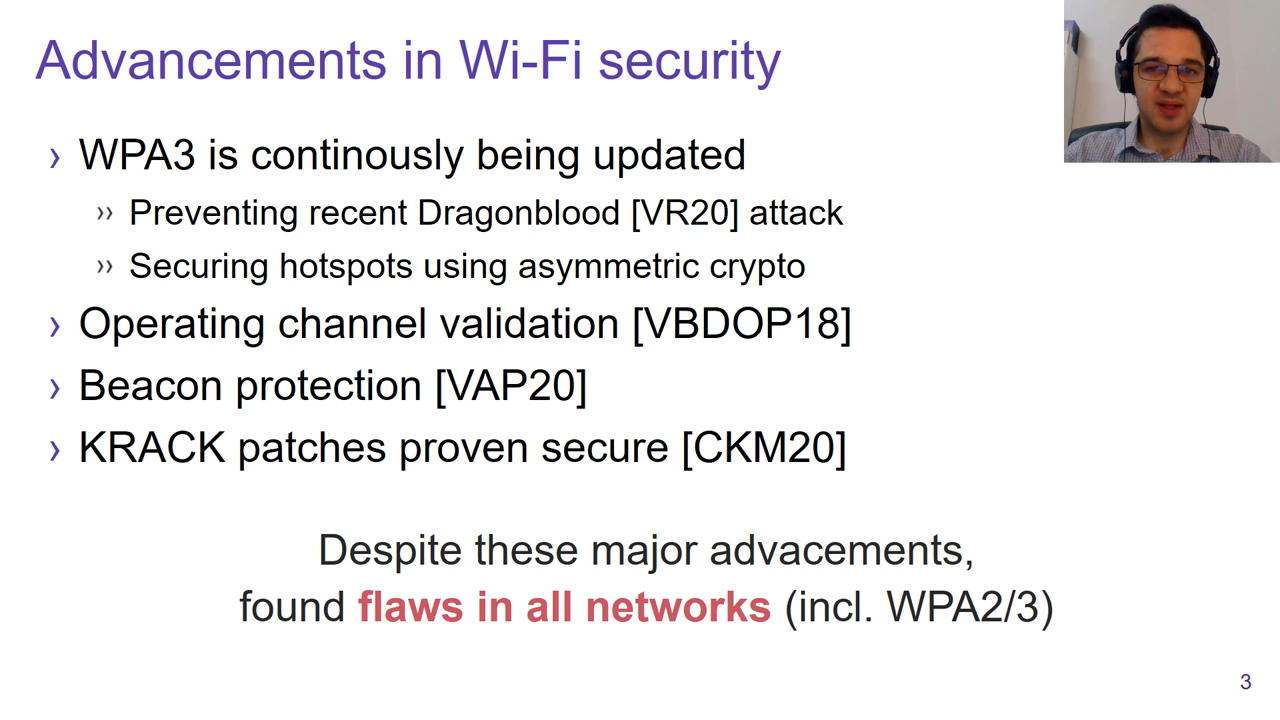 Advancements in Wi-Fi security
› WPA3 is continously being updated
›› Preventing recent Dragonblood [VR20] attack
›› Securing hotspots using asymmetric crypto
› Operating channel validation [VBDOP18]
› Beacon protection [VAP20]
› KRACK patches proven secure [CKM20]
Despite these major advacements,
found flaws in all networks (incl. WPA2/3)
3